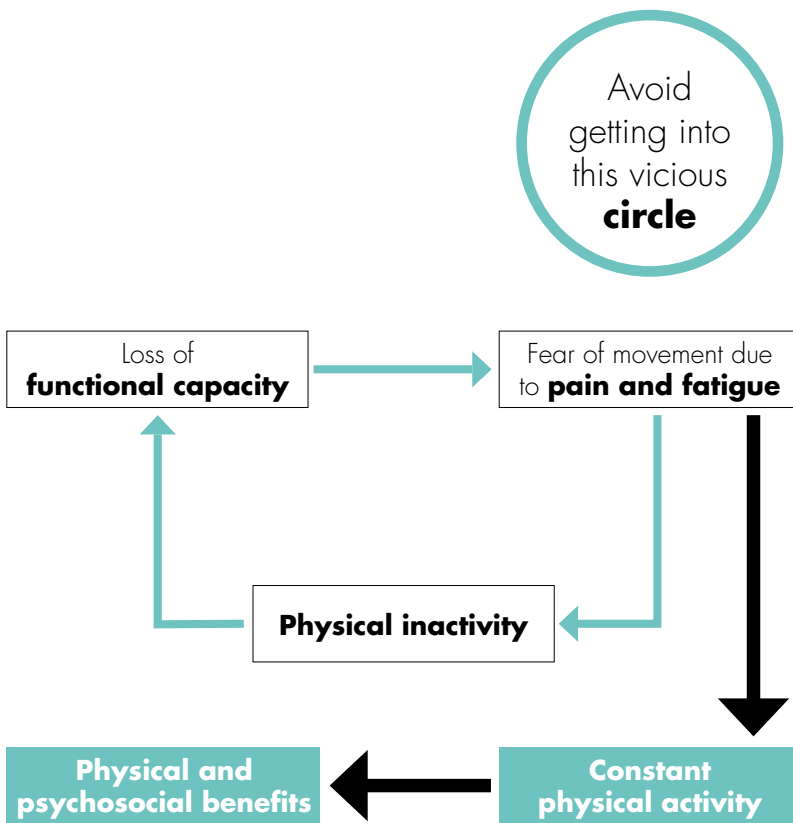 Avoid
getting into
this vicious
circle
Loss of
functional capacity
Fear of movement due
to pain and fatigue
Physical inactivity
Physical and
psychosocial benefits
Constant
physical activity